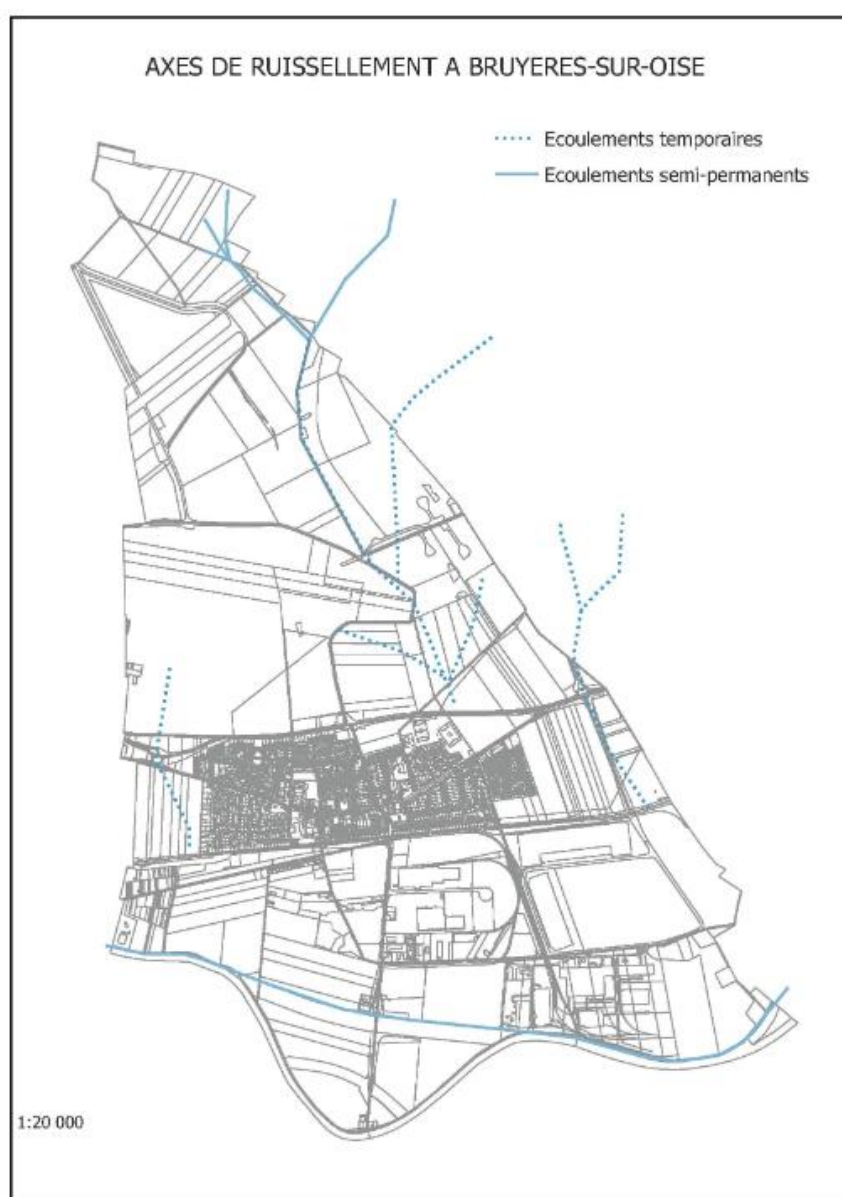 AXES DE RUISSELLEMENT A BRUYERES-SUR-OISE
Ecoulements temporaires
Ecoulements semi-permanents
1:20 000